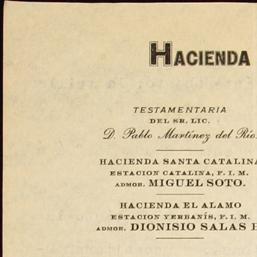 HACIENDA
TESTAMENTARIA
DEL SR. LIC.
D. Pablo Martínez del Río.
HACIENDA SANTA CATALINA
ESTACION CATALINA, F. I. M.
ADMOR. MIGUEL SOTO.
HACIENDA EL ALAMO
ESTACION YERBANÍS, F. I. M.
ADMOR. DIONISIO SALAS